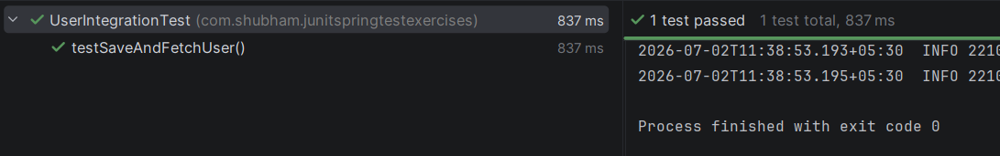 UserIntegrationTest (com.shubham.junitspringtestexercises) 837 ms
testSaveAndFetchUser() 837 ms
1 test passed 1 test total, 837 ms
2026-07-02T11:38:53.193+05:30 INFO 2210
2026-07-02T11:38:53.195+05:30 INFO 2210
Process finished with exit code 0